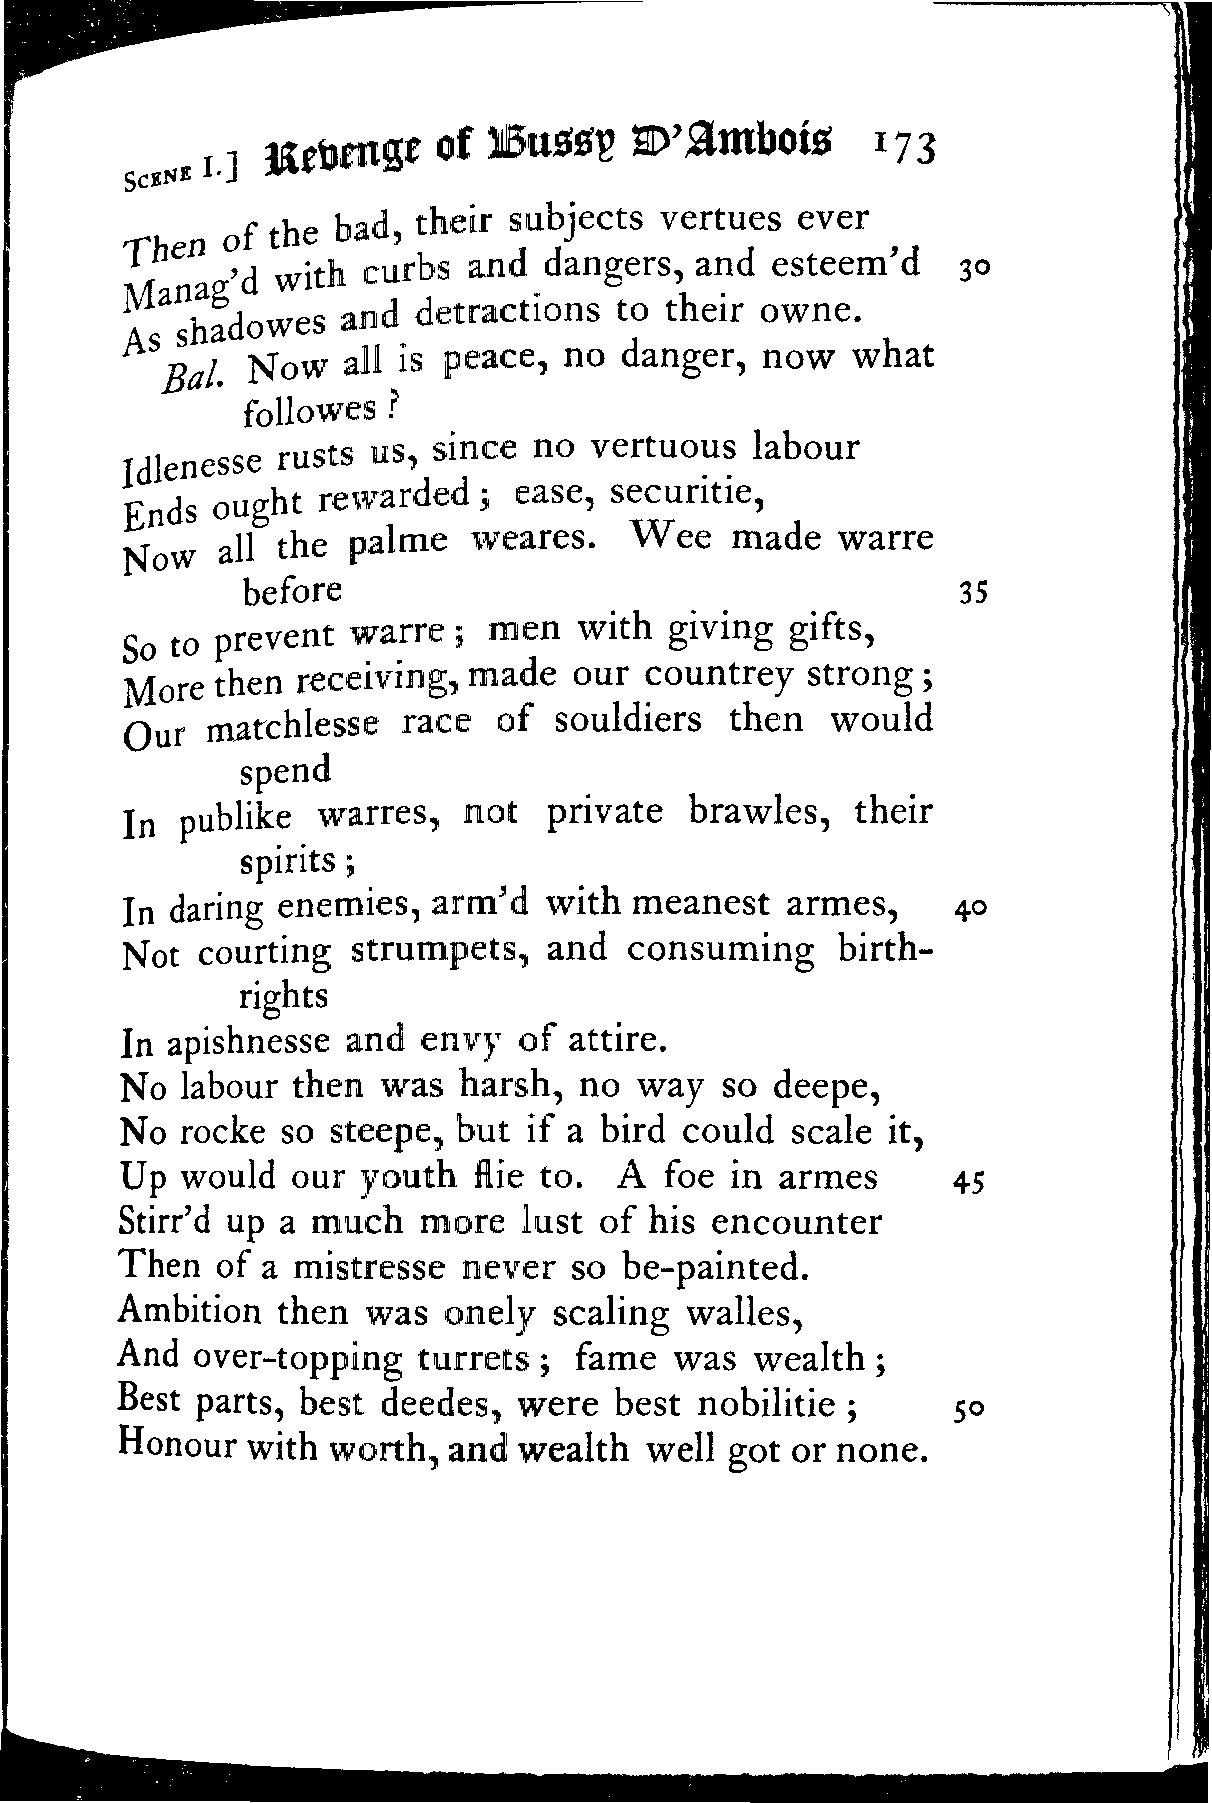 SCENE I.] Revenge of Bussy D'Ambois 173
Then of the bad, their subjects vertues ever
Manag'd with curbs and dangers, and esteem'd 30
As shadowes and detractions to their owne.
Bal. Now all is peace, no danger, now what
followes ?
Idlenesse rusts us, since no vertuous labour
Ends ought rewarded ; ease, securitie,
Now all the palme weares. Wee made warre
before 35
So to prevent warre ; men with giving gifts,
More then receiving, made our countrey strong ;
Our matchlesse race of souldiers then would
spend
In publike warres, not private brawles, their
spirits ;
In daring enemies, arm'd with meanest armes, 40
Not courting strumpets, and consuming birth-
rights
In apishnesse and envy of attire.
No labour then was harsh, no way so deepe,
No rocke so steepe, but if a bird could scale it,
Up would our youth flie to. A foe in armes 45
Stirr'd up a much more lust of his encounter
Then of a mistresse never so be-painted.
Ambition then was onely scaling walles,
And over-topping turrets ; fame was wealth ;
Best parts, best deedes, were best nobilitie ; 50
Honour with worth, and wealth well got or none.